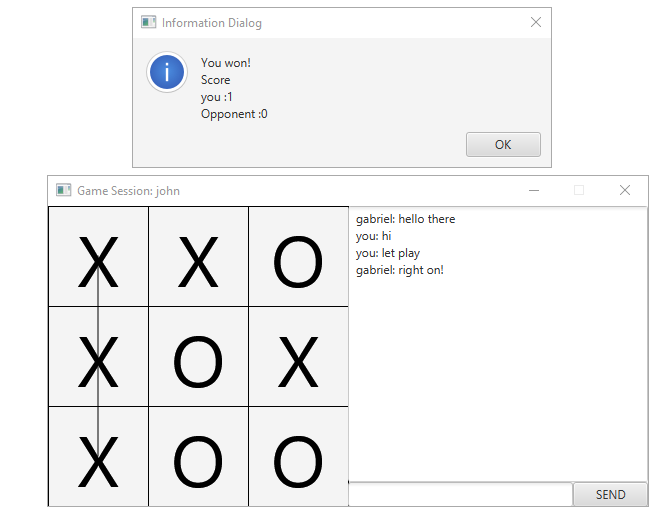 Information Dialog
i
You won!
Score
you :1
Opponent :0
OK
Game Session: john
X X O
X O X
X O O
gabriel: hello there
you: hi
you: let play
gabriel: right on!
SEND